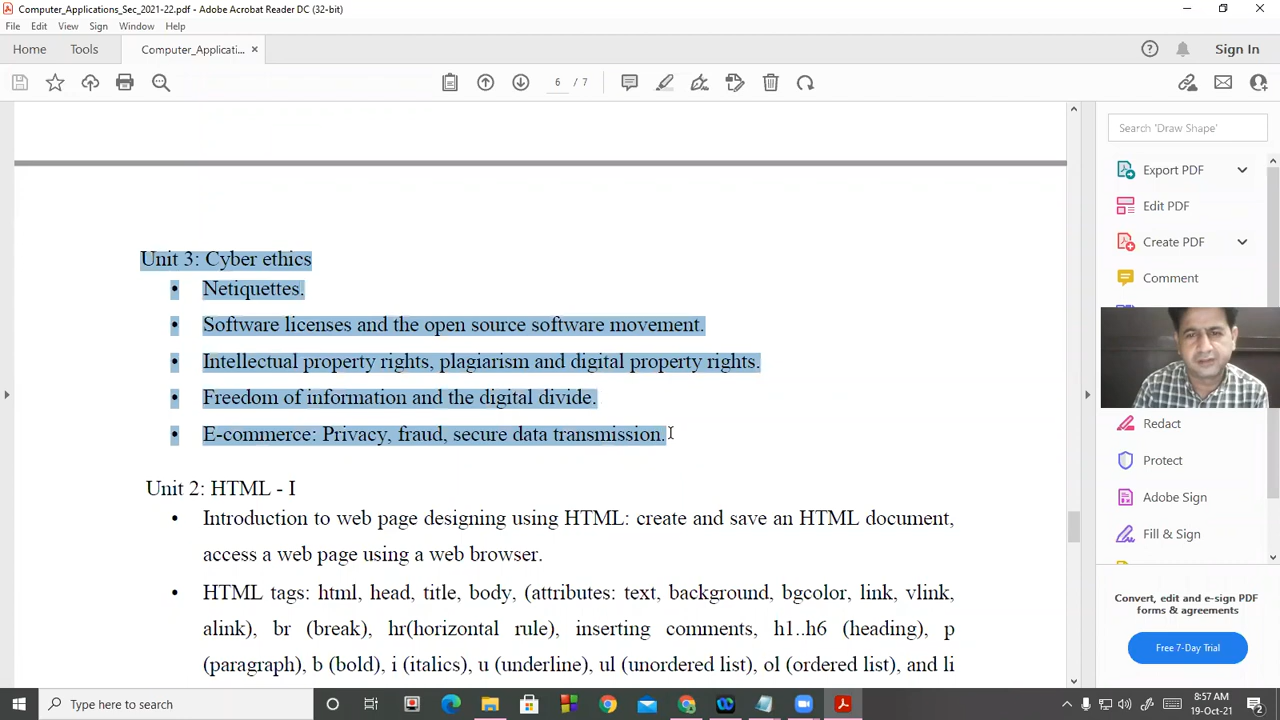 Computer_Applications_Sec_2021-22.pdf - Adobe Acrobat Reader DC (32-bit)
File Edit View Sign Window Help
Home Tools Computer_Applicati... × Sign In
6 / 7
Search 'Draw Shape'
Export PDF
Edit PDF
Create PDF
Comment
Redact
Protect
Adobe Sign
Fill & Sign
Convert, edit and e-sign PDF
forms & agreements
Free 7-Day Trial
Unit 3: Cyber ethics
• Netiquettes.
• Software licenses and the open source software movement.
• Intellectual property rights, plagiarism and digital property rights.
• Freedom of information and the digital divide.
• E-commerce: Privacy, fraud, secure data transmission.
Unit 2: HTML - I
• Introduction to web page designing using HTML: create and save an HTML document,
access a web page using a web browser.
• HTML tags: html, head, title, body, (attributes: text, background, bgcolor, link, vlink,
alink), br (break), hr(horizontal rule), inserting comments, h1..h6 (heading), p
(paragraph), b (bold), i (italics), u (underline), ul (unordered list), ol (ordered list), and li
Type here to search
8:57 AM
19-Oct-21
2